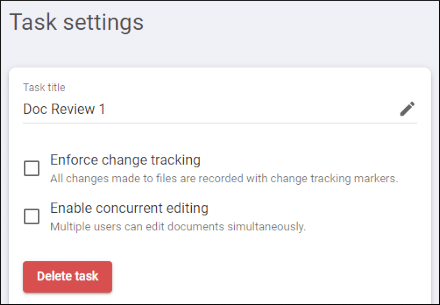 Task settings
Task title
Doc Review 1
Enforce change tracking
All changes made to files are recorded with change tracking markers.
Enable concurrent editing
Multiple users can edit documents simultaneously.
Delete task